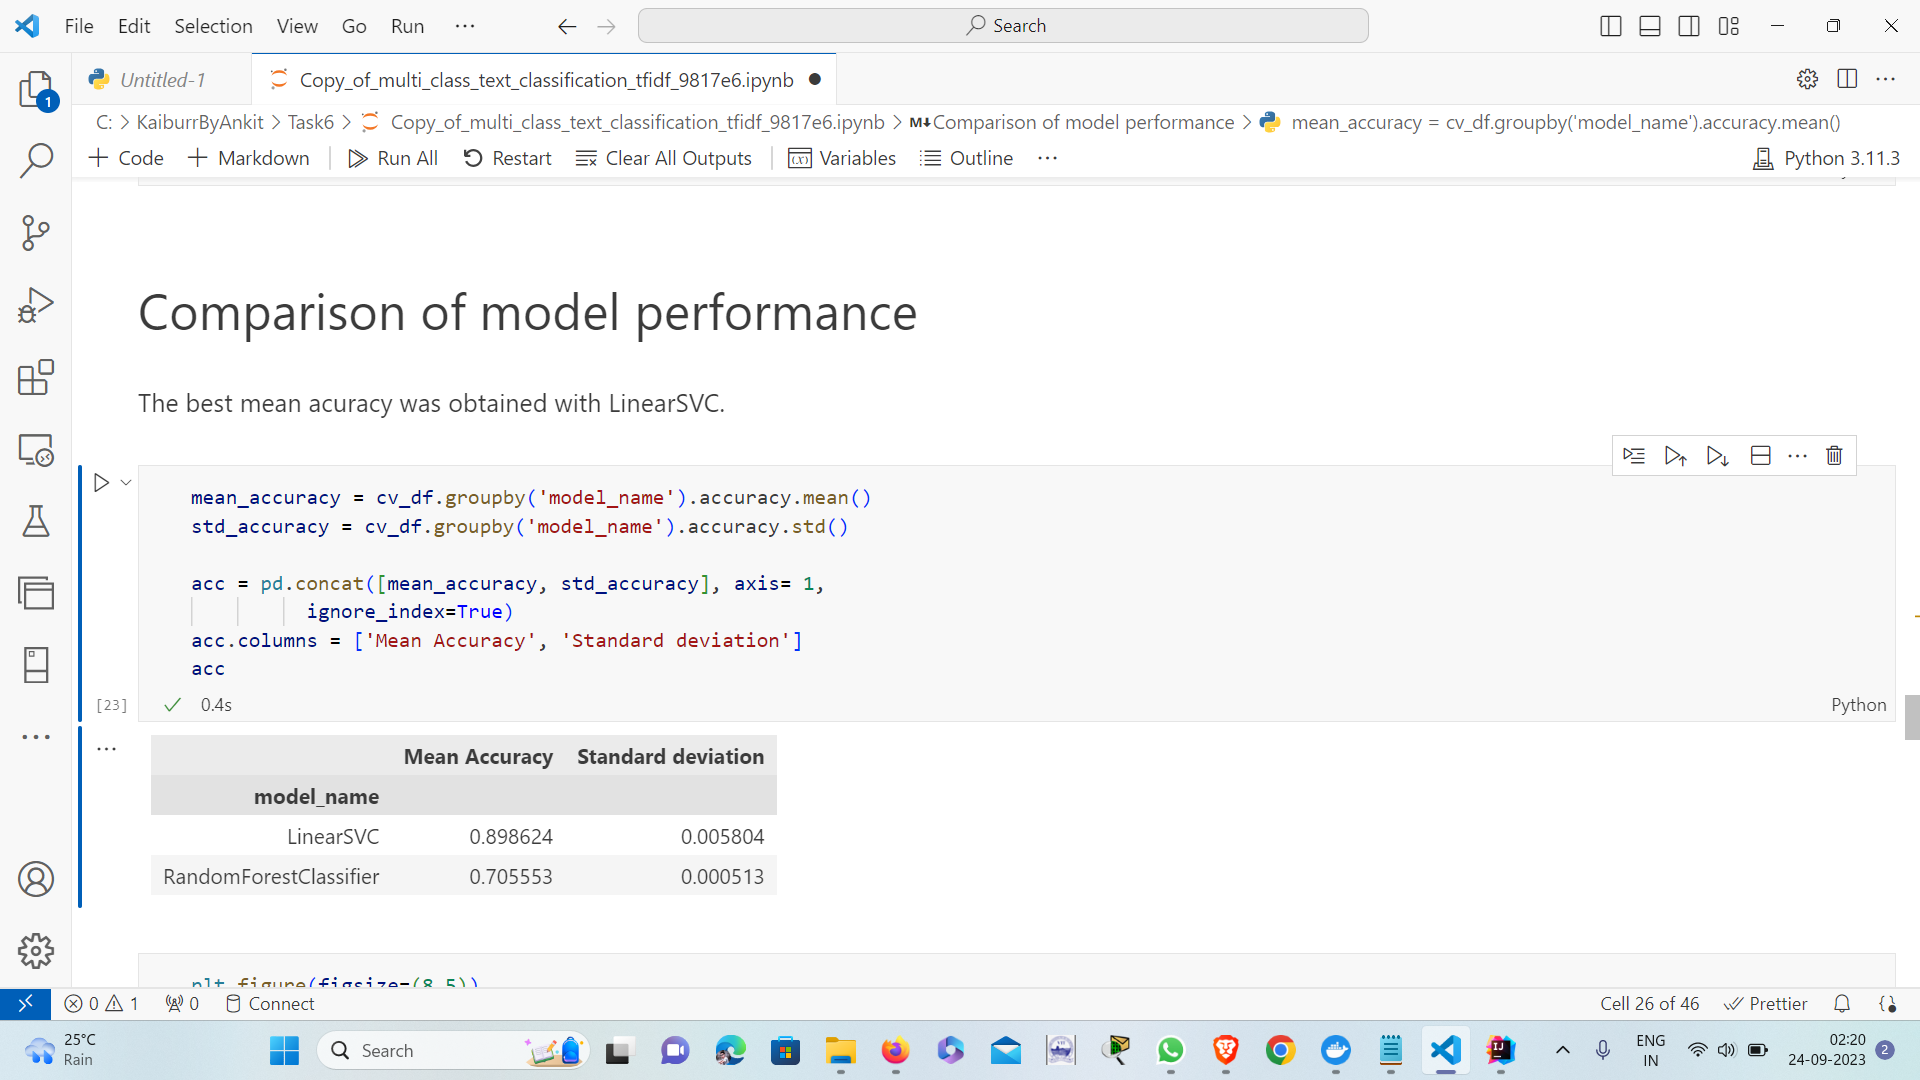 File Edit Selection View Go Run ··· Search
Untitled-1 Copy_of_multi_class_text_classification_tfidf_9817e6.ipynb
1
C: > KaiburrByAnkit > Task6 > Copy_of_multi_class_text_classification_tfidf_9817e6.ipynb > M↓Comparison of model performance > mean_accuracy = cv_df.groupby('model_name').accuracy.mean()
+ Code + Markdown Run All Restart Clear All Outputs Variables Outline ··· Python 3.11.3
Comparison of model performance
The best mean acuracy was obtained with LinearSVC.
mean_accuracy = cv_df.groupby('model_name').accuracy.mean()
std_accuracy = cv_df.groupby('model_name').accuracy.std()
acc = pd.concat([mean_accuracy, std_accuracy], axis= 1,
ignore_index=True)
acc.columns = ['Mean Accuracy', 'Standard deviation']
acc
[23] 0.4s Python
Mean Accuracy Standard deviation
model_name
LinearSVC 0.898624 0.005804
RandomForestClassifier 0.705553 0.000513
plt.figure(figsize=(8,5))
0 1 0 Connect Cell 26 of 46 Prettier
25°C
Rain
Search
ENG
IN
02:20
24-09-2023
2